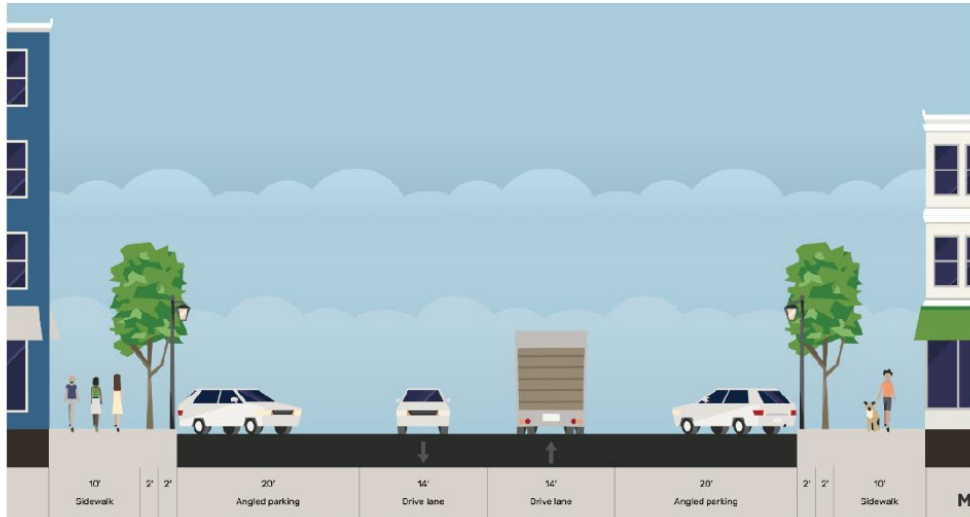 10' 2' 2' 20' 14' 14' 20' 2' 2' 10'
Sidewalk Angled parking Drive lane Drive lane Angled parking Sidewalk
M